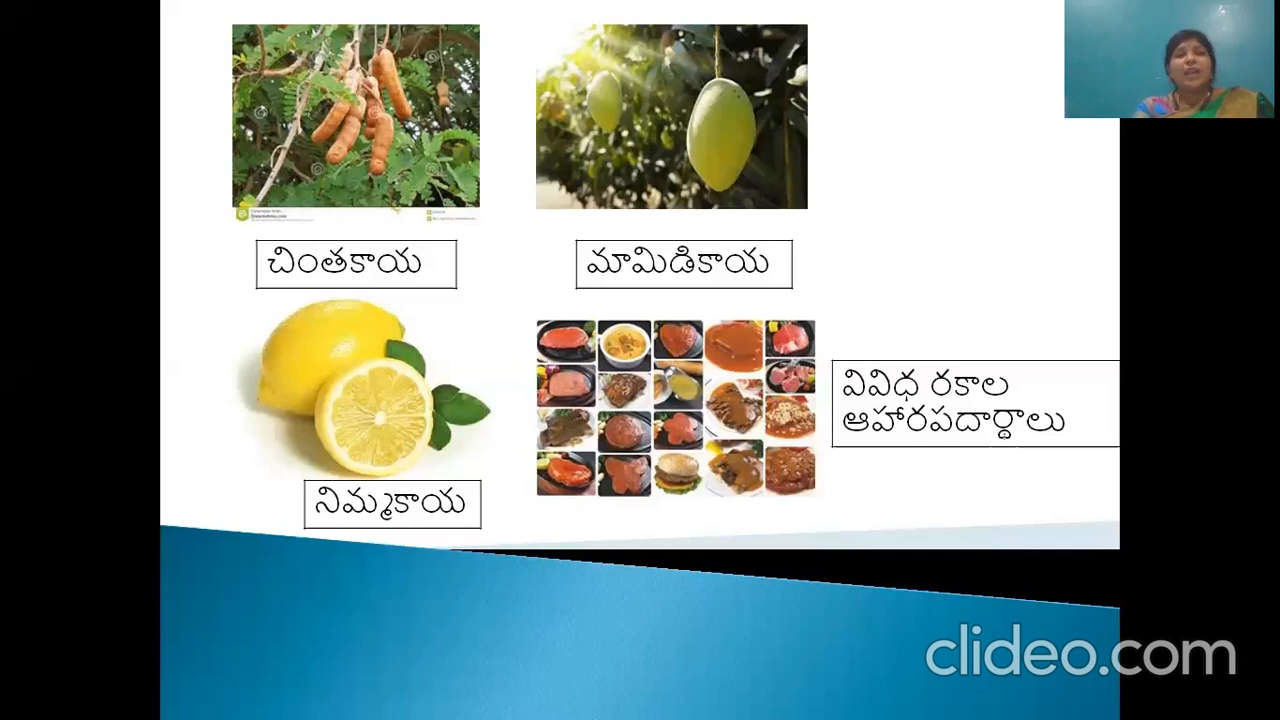 చింతకాయ
మామిడికాయ
నిమ్మకాయ
వివిధ రకాల
ఆహారపదార్థాలు
clideo.com